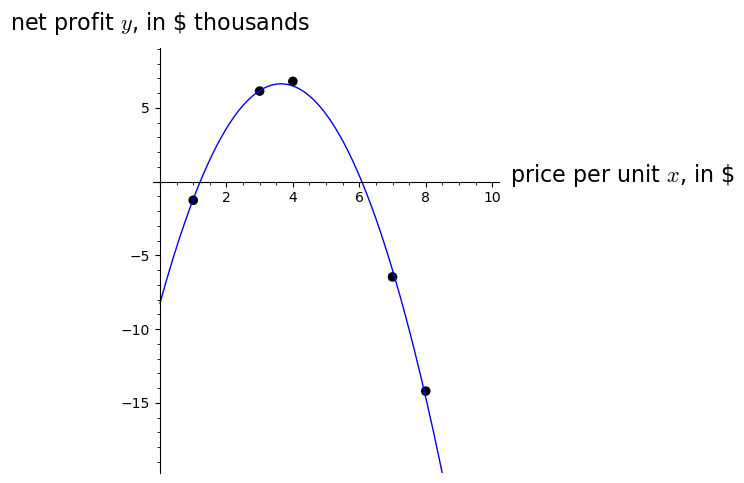 net profit y, in $ thousands
5
price per unit x, in $
2 4 6 8 10
−5
−10
−15